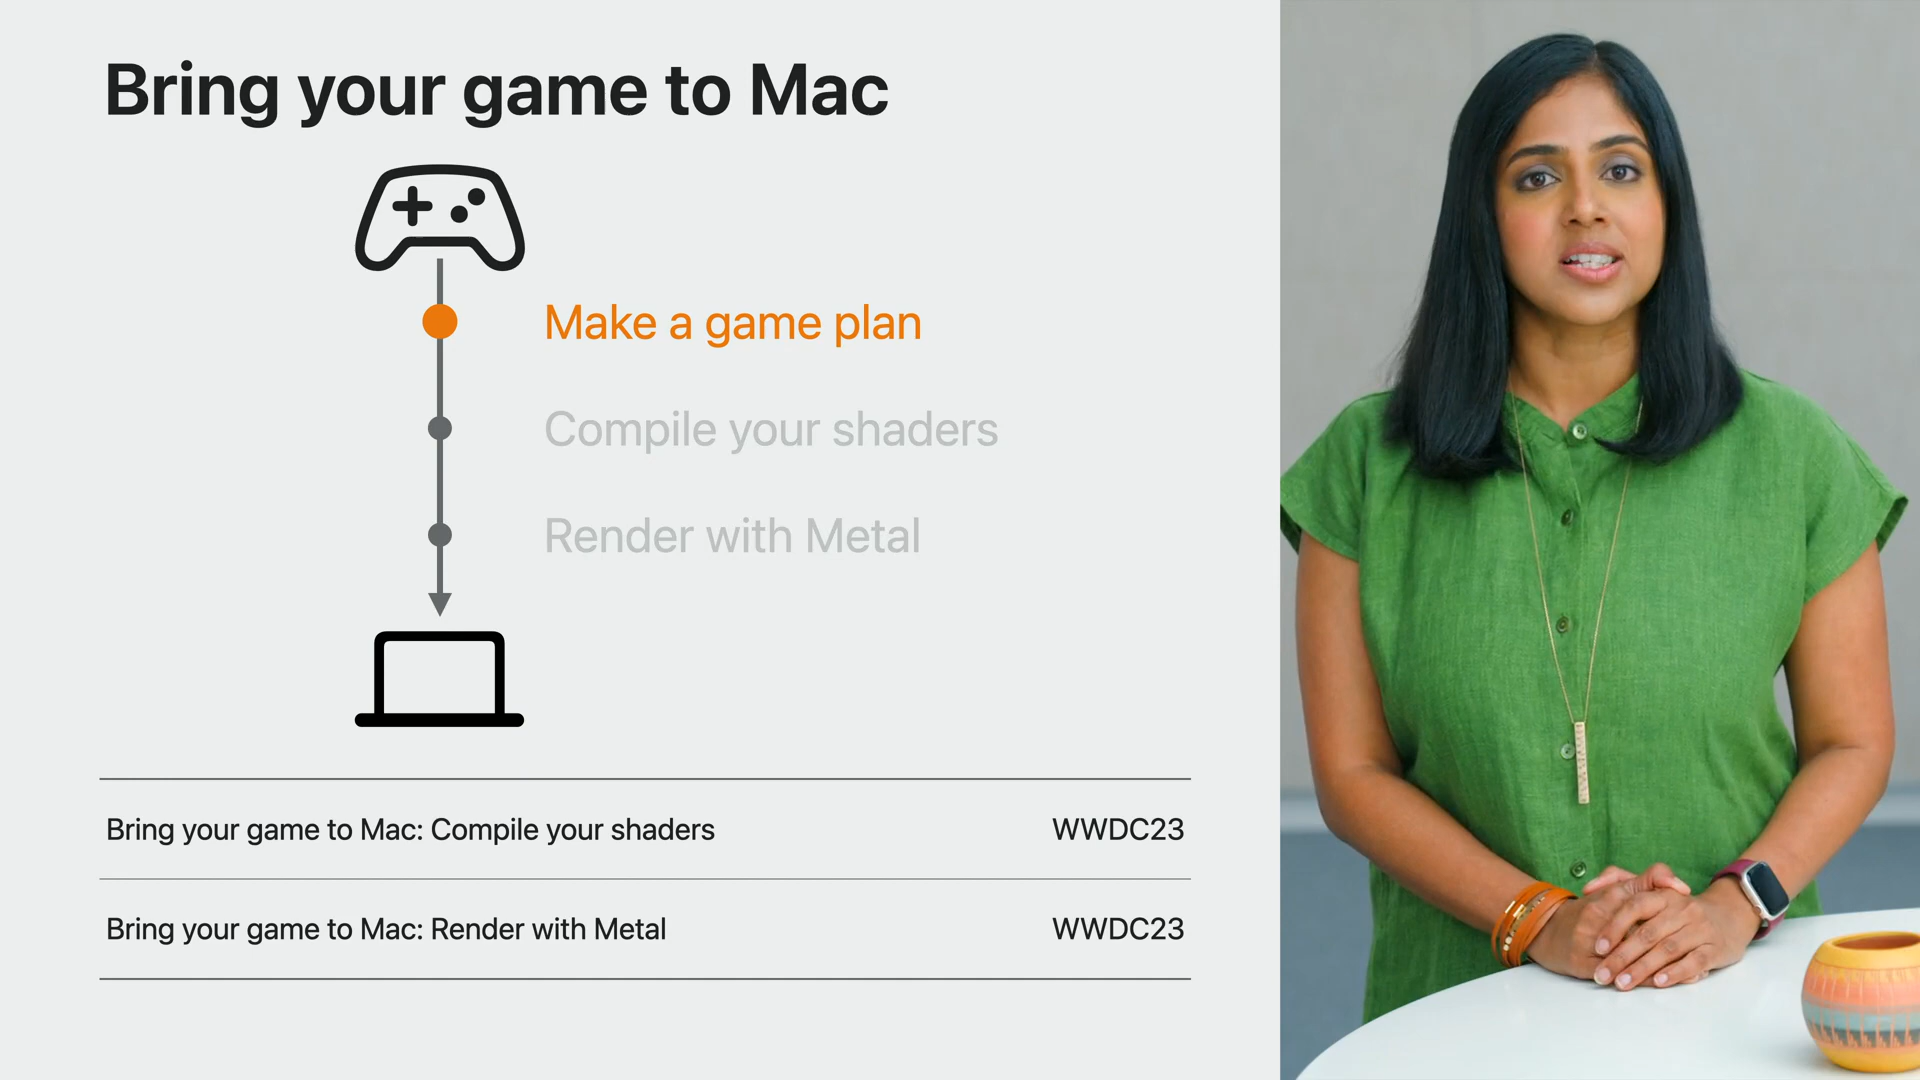 Bring your game to Mac
Make a game plan
Compile your shaders
Render with Metal
Bring your game to Mac: Compile your shaders WWDC23
Bring your game to Mac: Render with Metal WWDC23